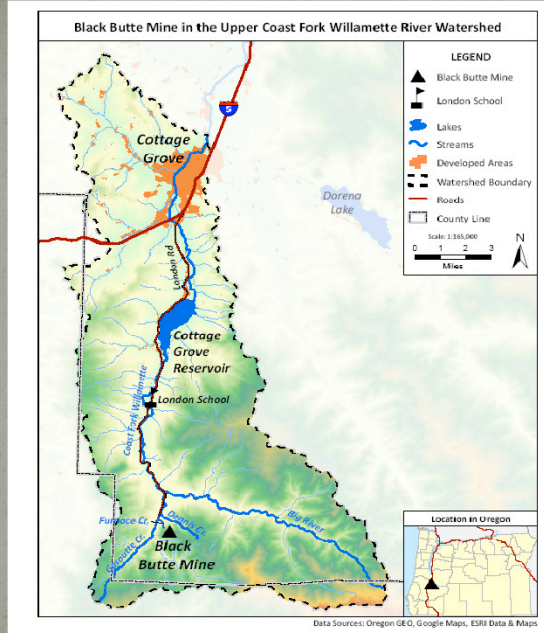 Black Butte Mine in the Upper Coast Fork Willamette River Watershed
LEGEND
Black Butte Mine
London School
Lakes
Streams
Developed Areas
Watershed Boundary
Roads
County Line
Scale: 1:165,000
0 1 2 3
Miles
N
5
Cottage
Grove
Dorena
Lake
London Rd
Cottage
Grove
Reservoir
Coast Fork Willamette
London School
Big River
Furnace Cr.
Dennis Cr.
Garoutte Cr.
Black
Butte Mine
Location in Oregon
Data Sources: Oregon GEO, Google Maps, ESRI Data & Maps